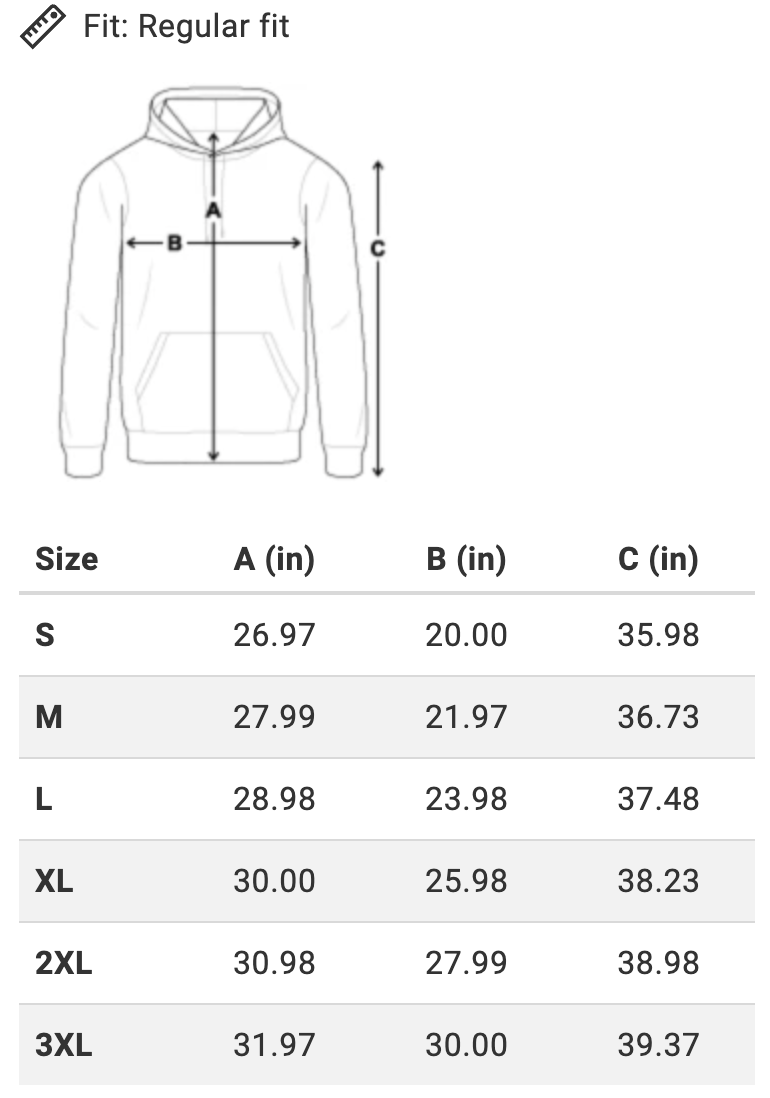 Fit: Regular fit
A
B
C
Size A (in) B (in) C (in)
S 26.97 20.00 35.98
M 27.99 21.97 36.73
L 28.98 23.98 37.48
XL 30.00 25.98 38.23
2XL 30.98 27.99 38.98
3XL 31.97 30.00 39.37